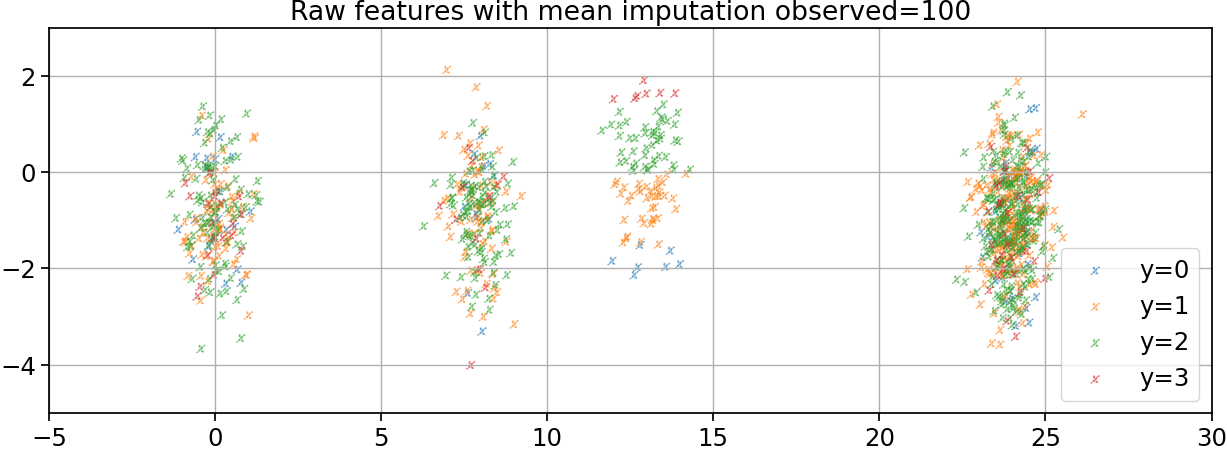 Raw features with mean imputation observed=100
2
0
−2
−4
−5
0
5
10
15
20
25
30
y=0
y=1
y=2
y=3